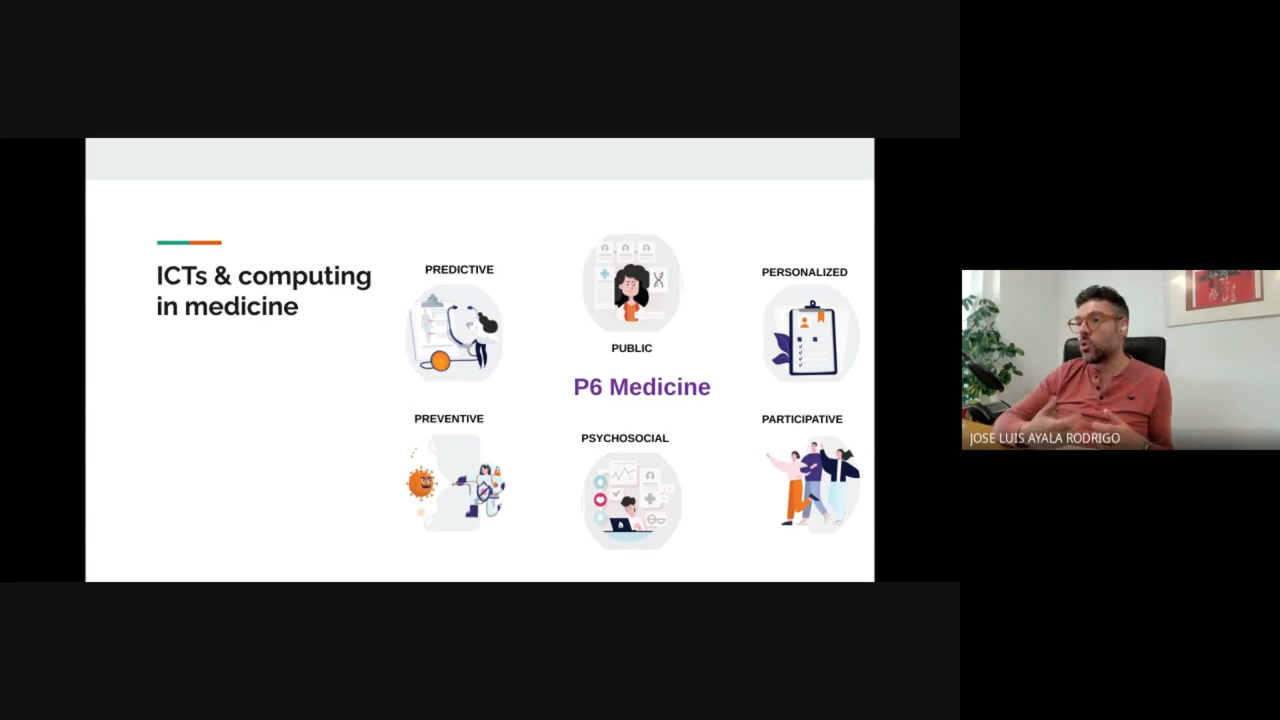 ICTs & computing
in medicine
PREDICTIVE
PUBLIC
PERSONALIZED
P6 Medicine
PREVENTIVE
PSYCHOSOCIAL
PARTICIPATIVE
JOSE LUIS AYALA RODRIGO